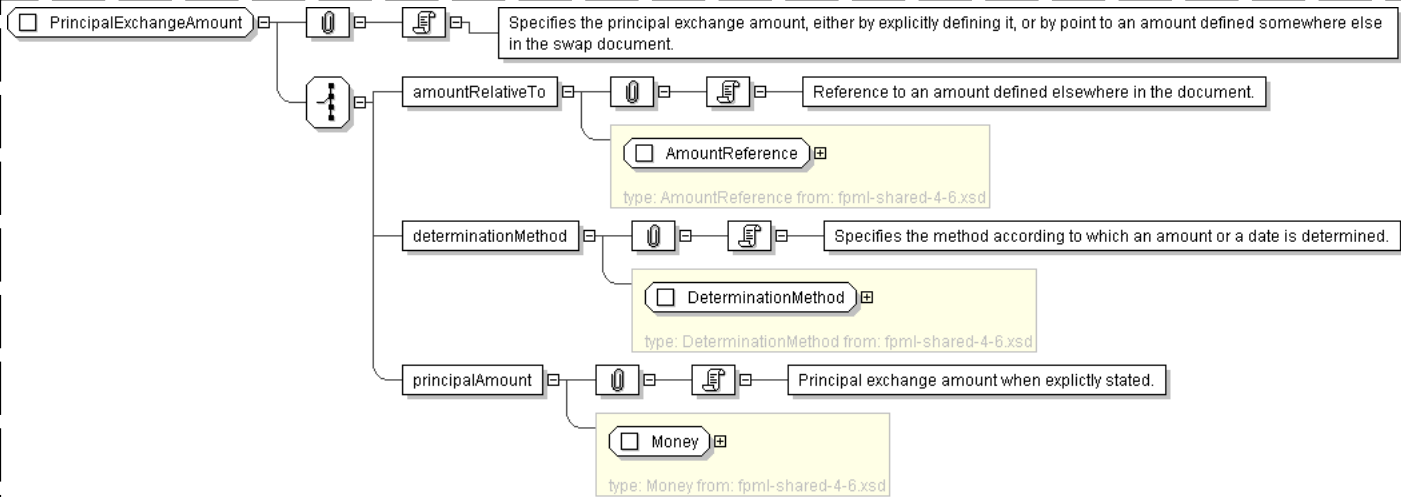 PrincipalExchangeAmount
Specifies the principal exchange amount, either by explicitly defining it, or by point to an amount defined somewhere else
in the swap document.
amountRelativeTo
Reference to an amount defined elsewhere in the document.
AmountReference
type: AmountReference from: fpml-shared-4-6.xsd
determinationMethod
Specifies the method according to which an amount or a date is determined.
DeterminationMethod
type: DeterminationMethod from: fpml-shared-4-6.xsd
principalAmount
Principal exchange amount when explictly stated.
Money
type: Money from: fpml-shared-4-6.xsd